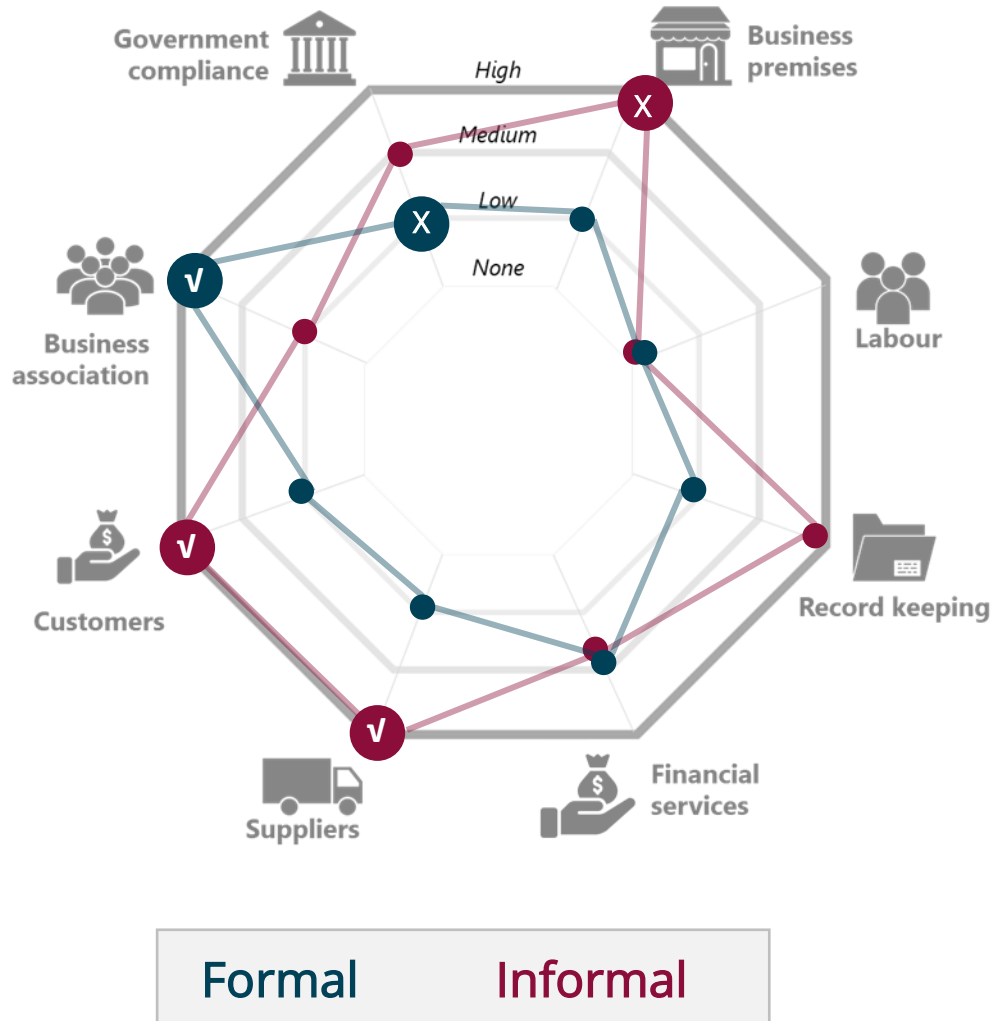 Government
compliance
Business
premises
High
Medium
Low
None
X
X
√
Business
association
Labour
$
√
Customers
Record keeping
√
Suppliers
$
Financial
services
Formal Informal